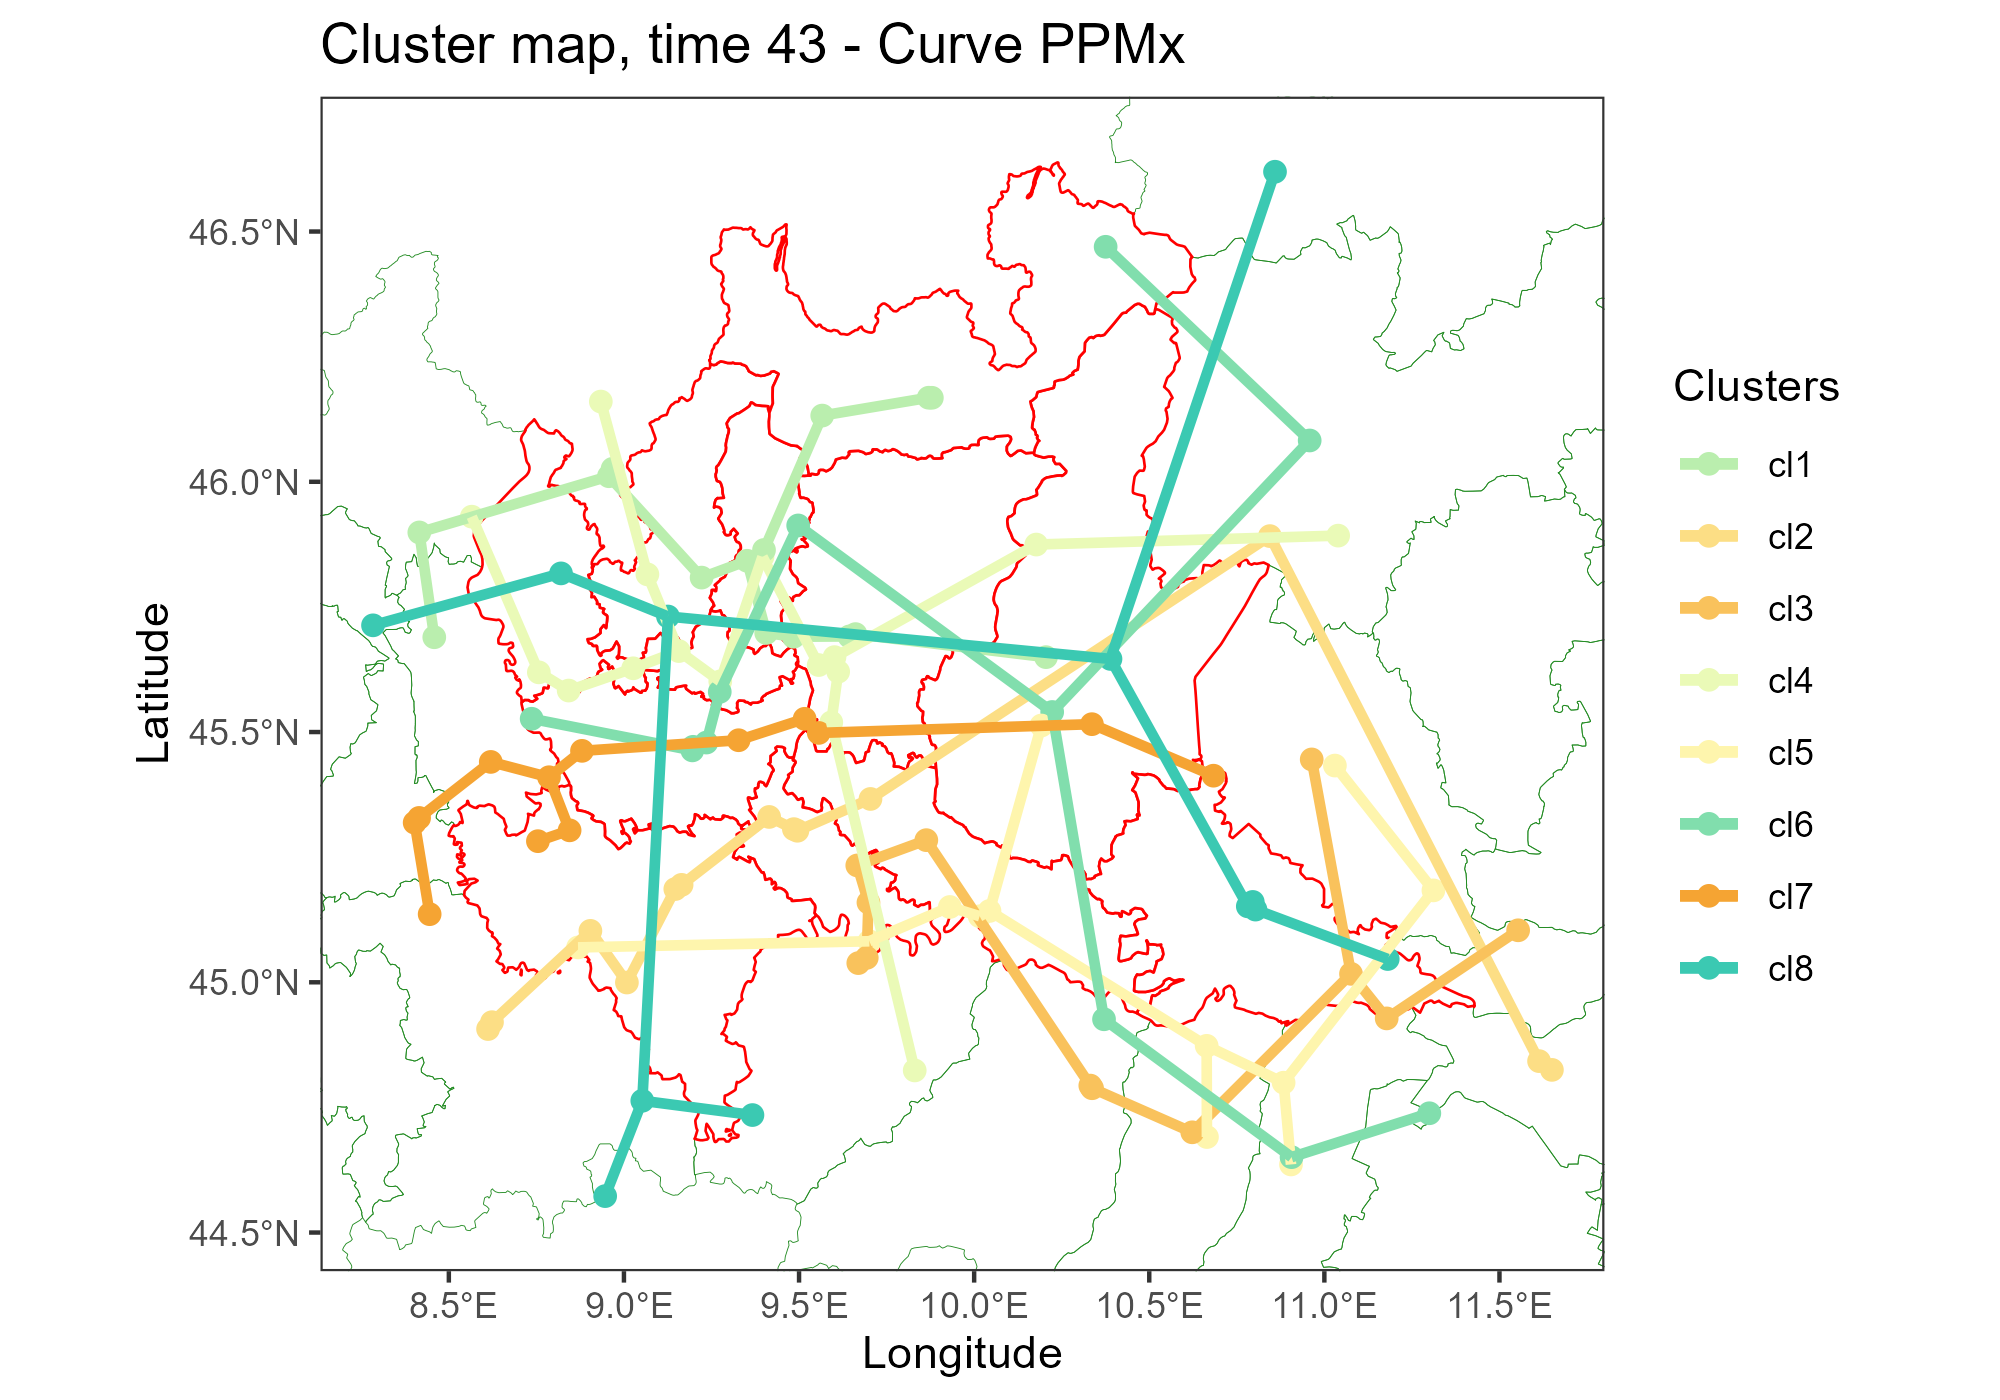 Cluster map, time 43 - Curve PPMx
46.5°N
46.0°N
45.5°N
45.0°N
44.5°N
Latitude
8.5°E
9.0°E
9.5°E
10.0°E
10.5°E
11.0°E
11.5°E
Longitude
Clusters
cl1
cl2
cl3
cl4
cl5
cl6
cl7
cl8